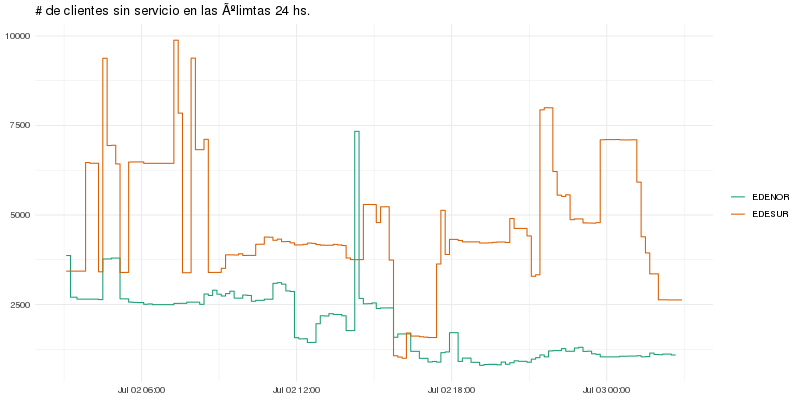 # de clientes sin servicio en las Ãºlimtas 24 hs.
10000
7500
5000
2500
Jul 02 06:00
Jul 02 12:00
Jul 02 18:00
Jul 03 00:00
EDENOR
EDESUR